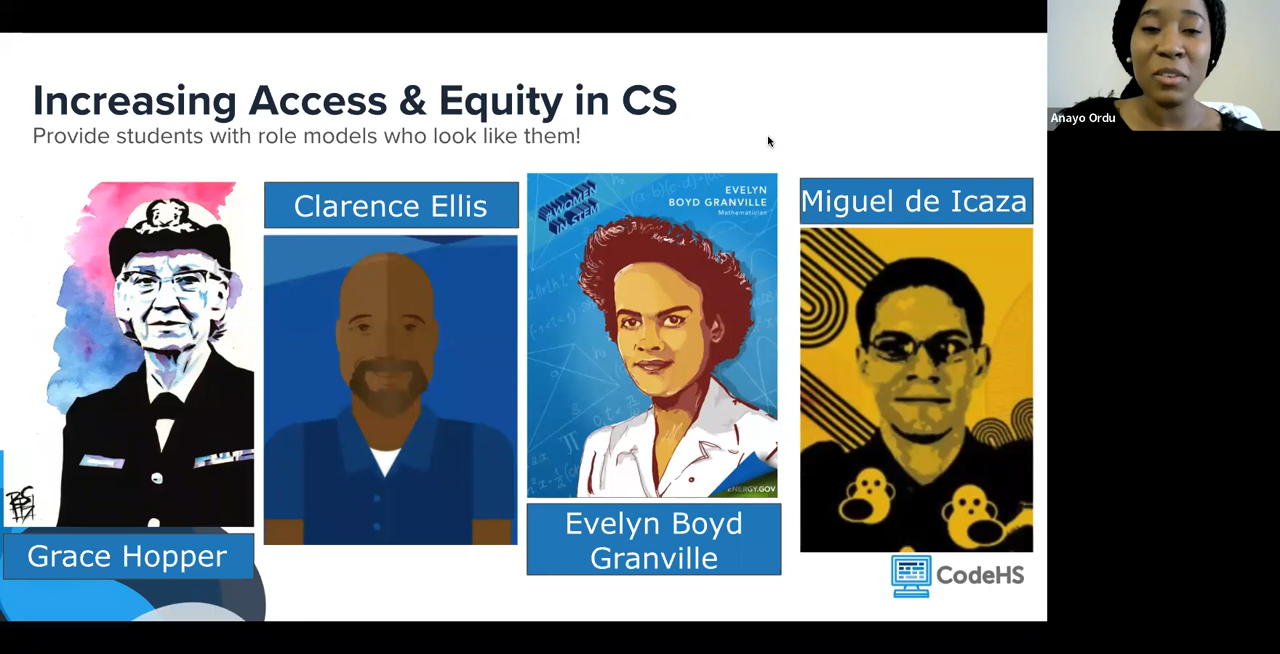 Increasing Access & Equity in CS
Provide students with role models who look like them!
Anayo Ordu
Clarence Ellis
#WOMEN
IN STEM
EVELYN
BOYD GRANVILLE
Mathematician
Miguel de Icaza
ENERGY.GOV
Grace Hopper
Evelyn Boyd
Granville
CodeHS